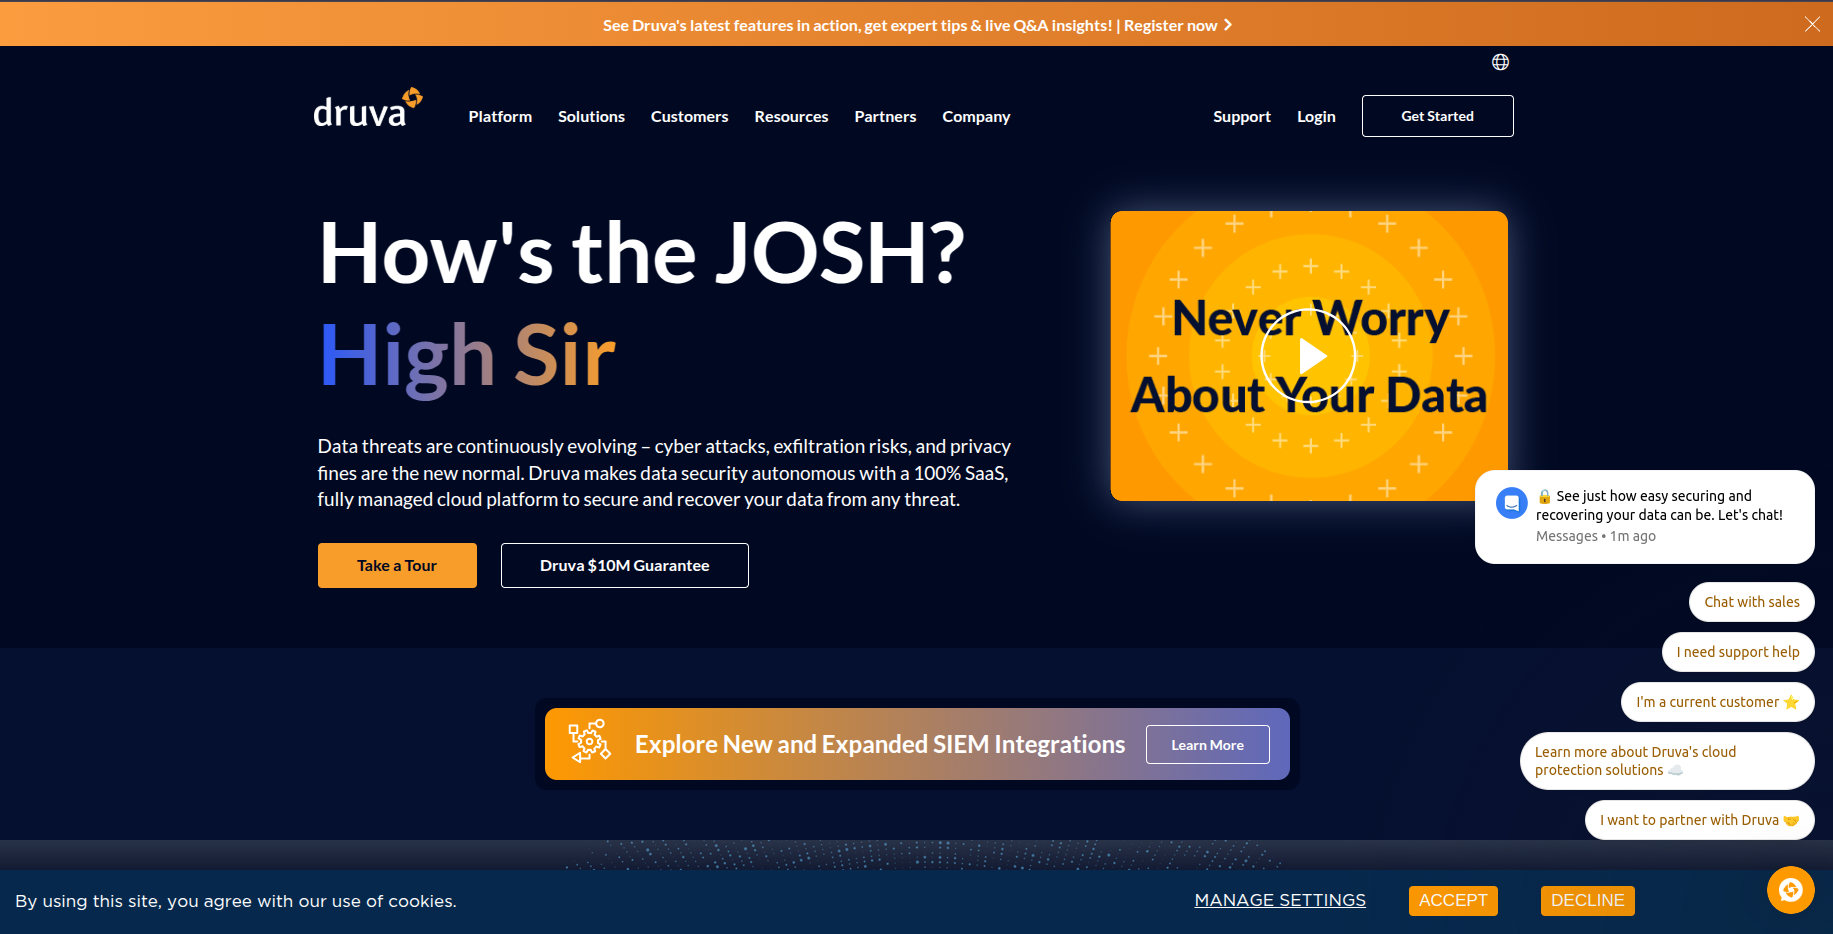 See Druva's latest features in action, get expert tips & live Q&A insights! | Register now
druva
Platform
Solutions
Customers
Resources
Partners
Company
Support
Login
Get Started
How's the JOSH?
High Sir
Data threats are continuously evolving – cyber attacks, exfiltration risks, and privacy
fines are the new normal. Druva makes data security autonomous with a 100% SaaS,
fully managed cloud platform to secure and recover your data from any threat.
Take a Tour
Druva $10M Guarantee
Never Worry
About Your Data
🔒 See just how easy securing and
recovering your data can be. Let's chat!
Messages • 1m ago
Chat with sales
I need support help
I'm a current customer ⭐
Learn more about Druva's cloud
protection solutions ☁️
I want to partner with Druva 🤝
Explore New and Expanded SIEM Integrations
Learn More
By using this site, you agree with our use of cookies.
MANAGE SETTINGS
ACCEPT
DECLINE